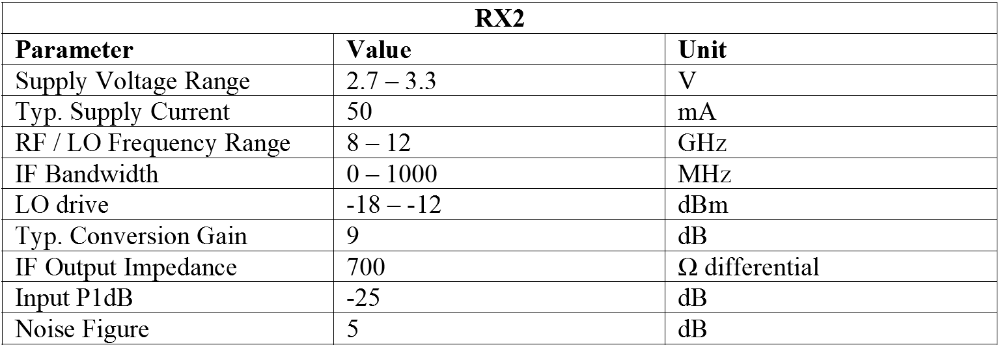 RX2
Parameter Value Unit
Supply Voltage Range 2.7 – 3.3 V
Typ. Supply Current 50 mA
RF / LO Frequency Range 8 – 12 GHz
IF Bandwidth 0 – 1000 MHz
LO drive -18 – -12 dBm
Typ. Conversion Gain 9 dB
IF Output Impedance 700 Ω differential
Input P1dB -25 dB
Noise Figure 5 dB